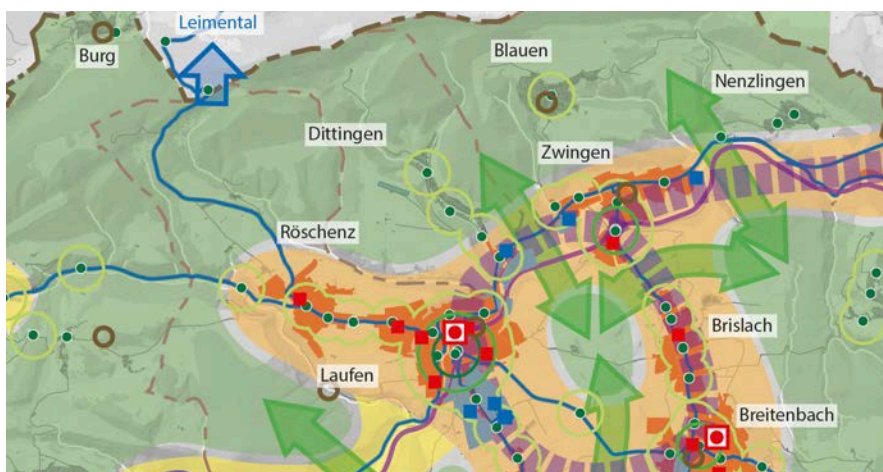 Leimental
Burg
Blauen
Nenzlingen
Dittingen
Zwingen
Röschenz
Brislach
Laufen
Breitenbach